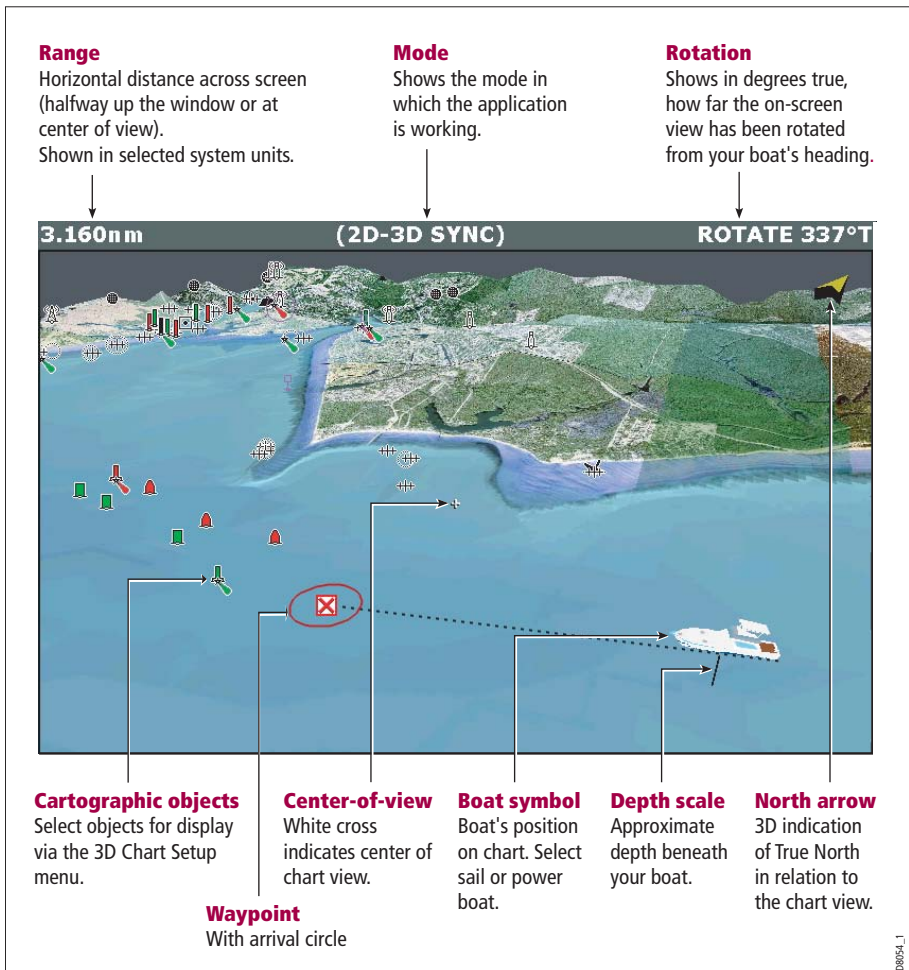 Range
Horizontal distance across screen
(halfway up the window or at
center of view).
Shown in selected system units.
Mode
Shows the mode in
which the application
is working.
Rotation
Shows in degrees true,
how far the on-screen
view has been rotated
from your boat's heading.
3.160nm
(2D-3D SYNC)
ROTATE 337°T
Cartographic objects
Select objects for display
via the 3D Chart Setup
menu.
Center-of-view
White cross
indicates center of
chart view.
Boat symbol
Boat's position
on chart. Select
sail or power
boat.
Depth scale
Approximate
depth beneath
your boat.
North arrow
3D indication
of True North
in relation to
the chart view.
Waypoint
With arrival circle
D8054_1